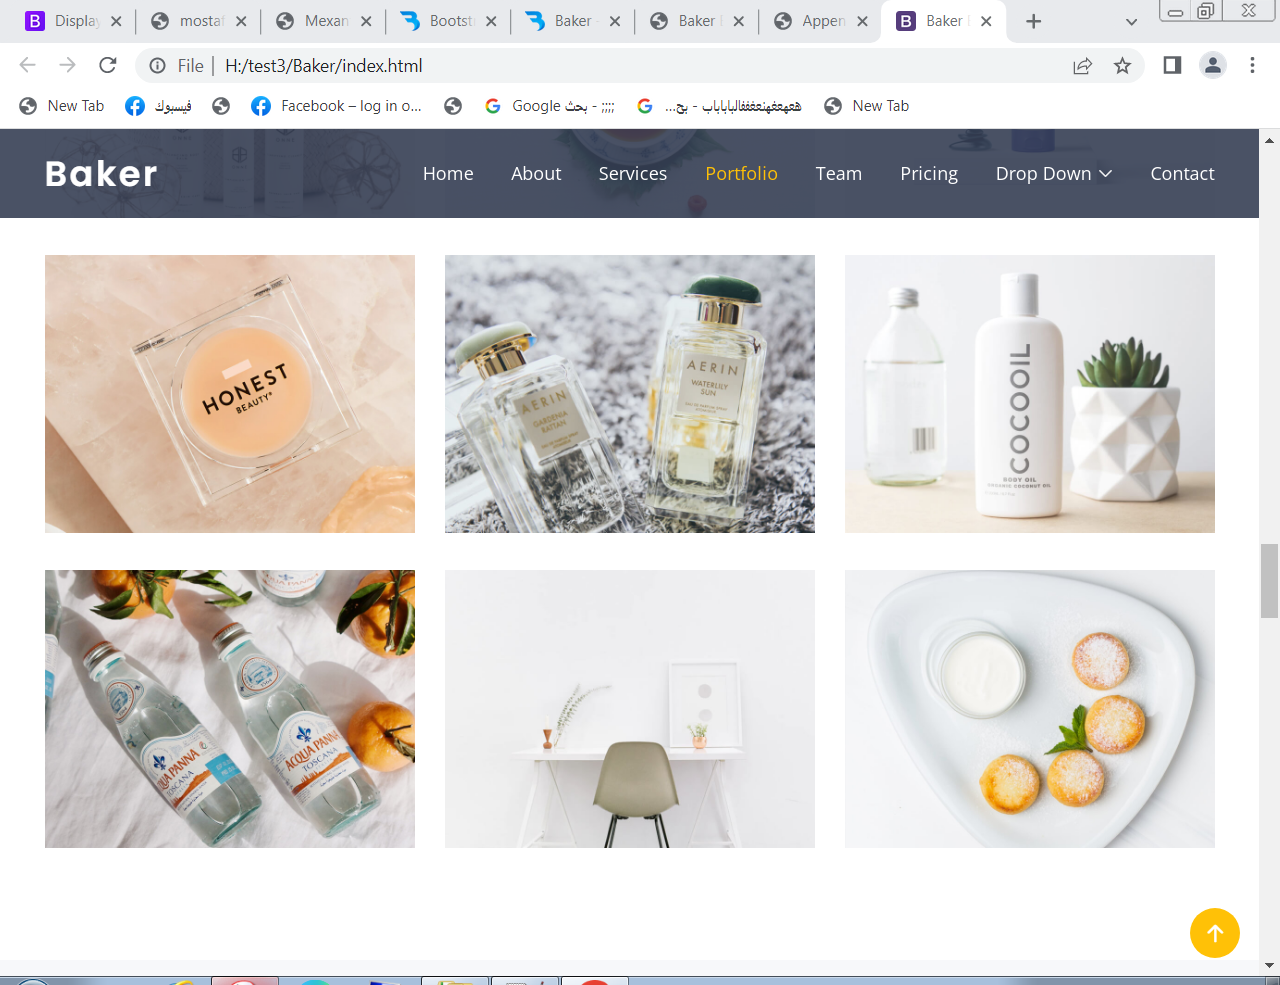 Display
mostaf
Mexan
Bootst
Baker -
Baker
Appen
Baker
File | H:/test3/Baker/index.html
New Tab
فيسبوك
Facebook – log in o...
Google بحث - ;;;;
...هعهعفهنعففالباباباب - بح
New Tab
Baker
Home
About
Services
Portfolio
Team
Pricing
Drop Down
Contact
HONEST
BEAUTY
AERIN
GARDENIA
RATTAN
AERIN
WATERLILY
SUN
COCOOIL
BODY OIL
ORGANIC COCONUT OIL
ACQUA PANNA
TOSCANA
ACQUA PANNA
TOSCANA